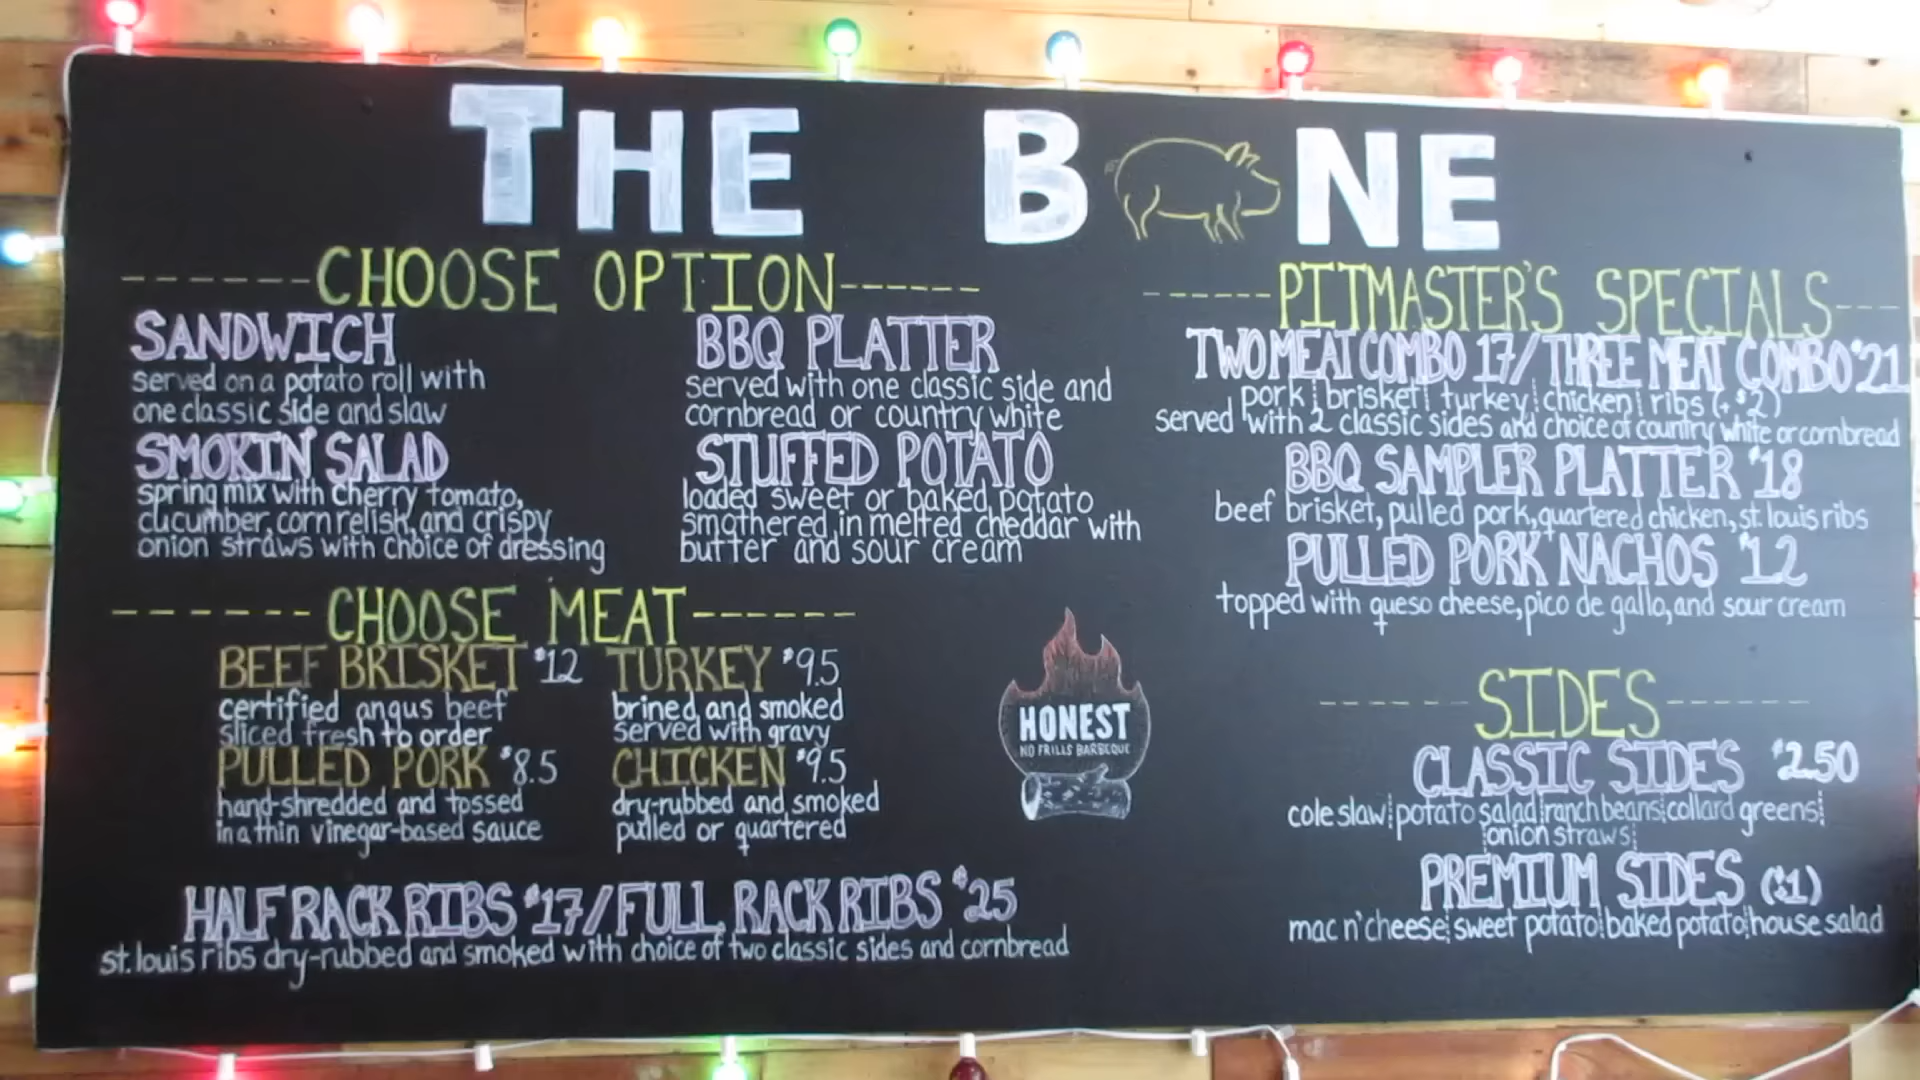 THE BNE
CHOOSE OPTION
SANDWICH
served on a potato roll with
one classic side and slaw
SMOKIN' SALAD
spring mix with cherry tomato,
cucumber, corn relish, and crispy
onion straws with choice of dressing
BBQ PLATTER
served with one classic side and
cornbread or country white
STUFFED POTATO
loaded sweet or baked potato
smothered in melted cheddar with
butter and sour cream
CHOOSE MEAT
BEEF BRISKET $12
certified angus beef
sliced fresh to order
PULLED PORK $8.5
hand-shredded and tossed
in a thin vinegar-based sauce
TURKEY $9.5
brined and smoked
served with gravy
CHICKEN $9.5
dry-rubbed and smoked
pulled or quartered
HALF RACK RIBS $17/FULL RACK RIBS $25
st. louis ribs dry-rubbed and smoked with choice of two classic sides and cornbread
HONEST
NO FRILLS BARBEQUE
PITMASTER'S SPECIALS
TWO MEAT COMBO 17/THREE MEAT COMBO $21
pork | brisket | turkey | chicken | ribs (+$2)
served with 2 classic sides and choice of country white or cornbread
BBQ SAMPLER PLATTER $18
beef brisket, pulled pork, quartered chicken, st. louis ribs
PULLED PORK NACHOS $12
topped with queso cheese, pico de gallo, and sour cream
SIDES
CLASSIC SIDES $2.50
cole slaw | potato salad | ranch beans | collard greens |
onion straws |
PREMIUM SIDES (+$1)
mac n' cheese | sweet potato | baked potato | house salad